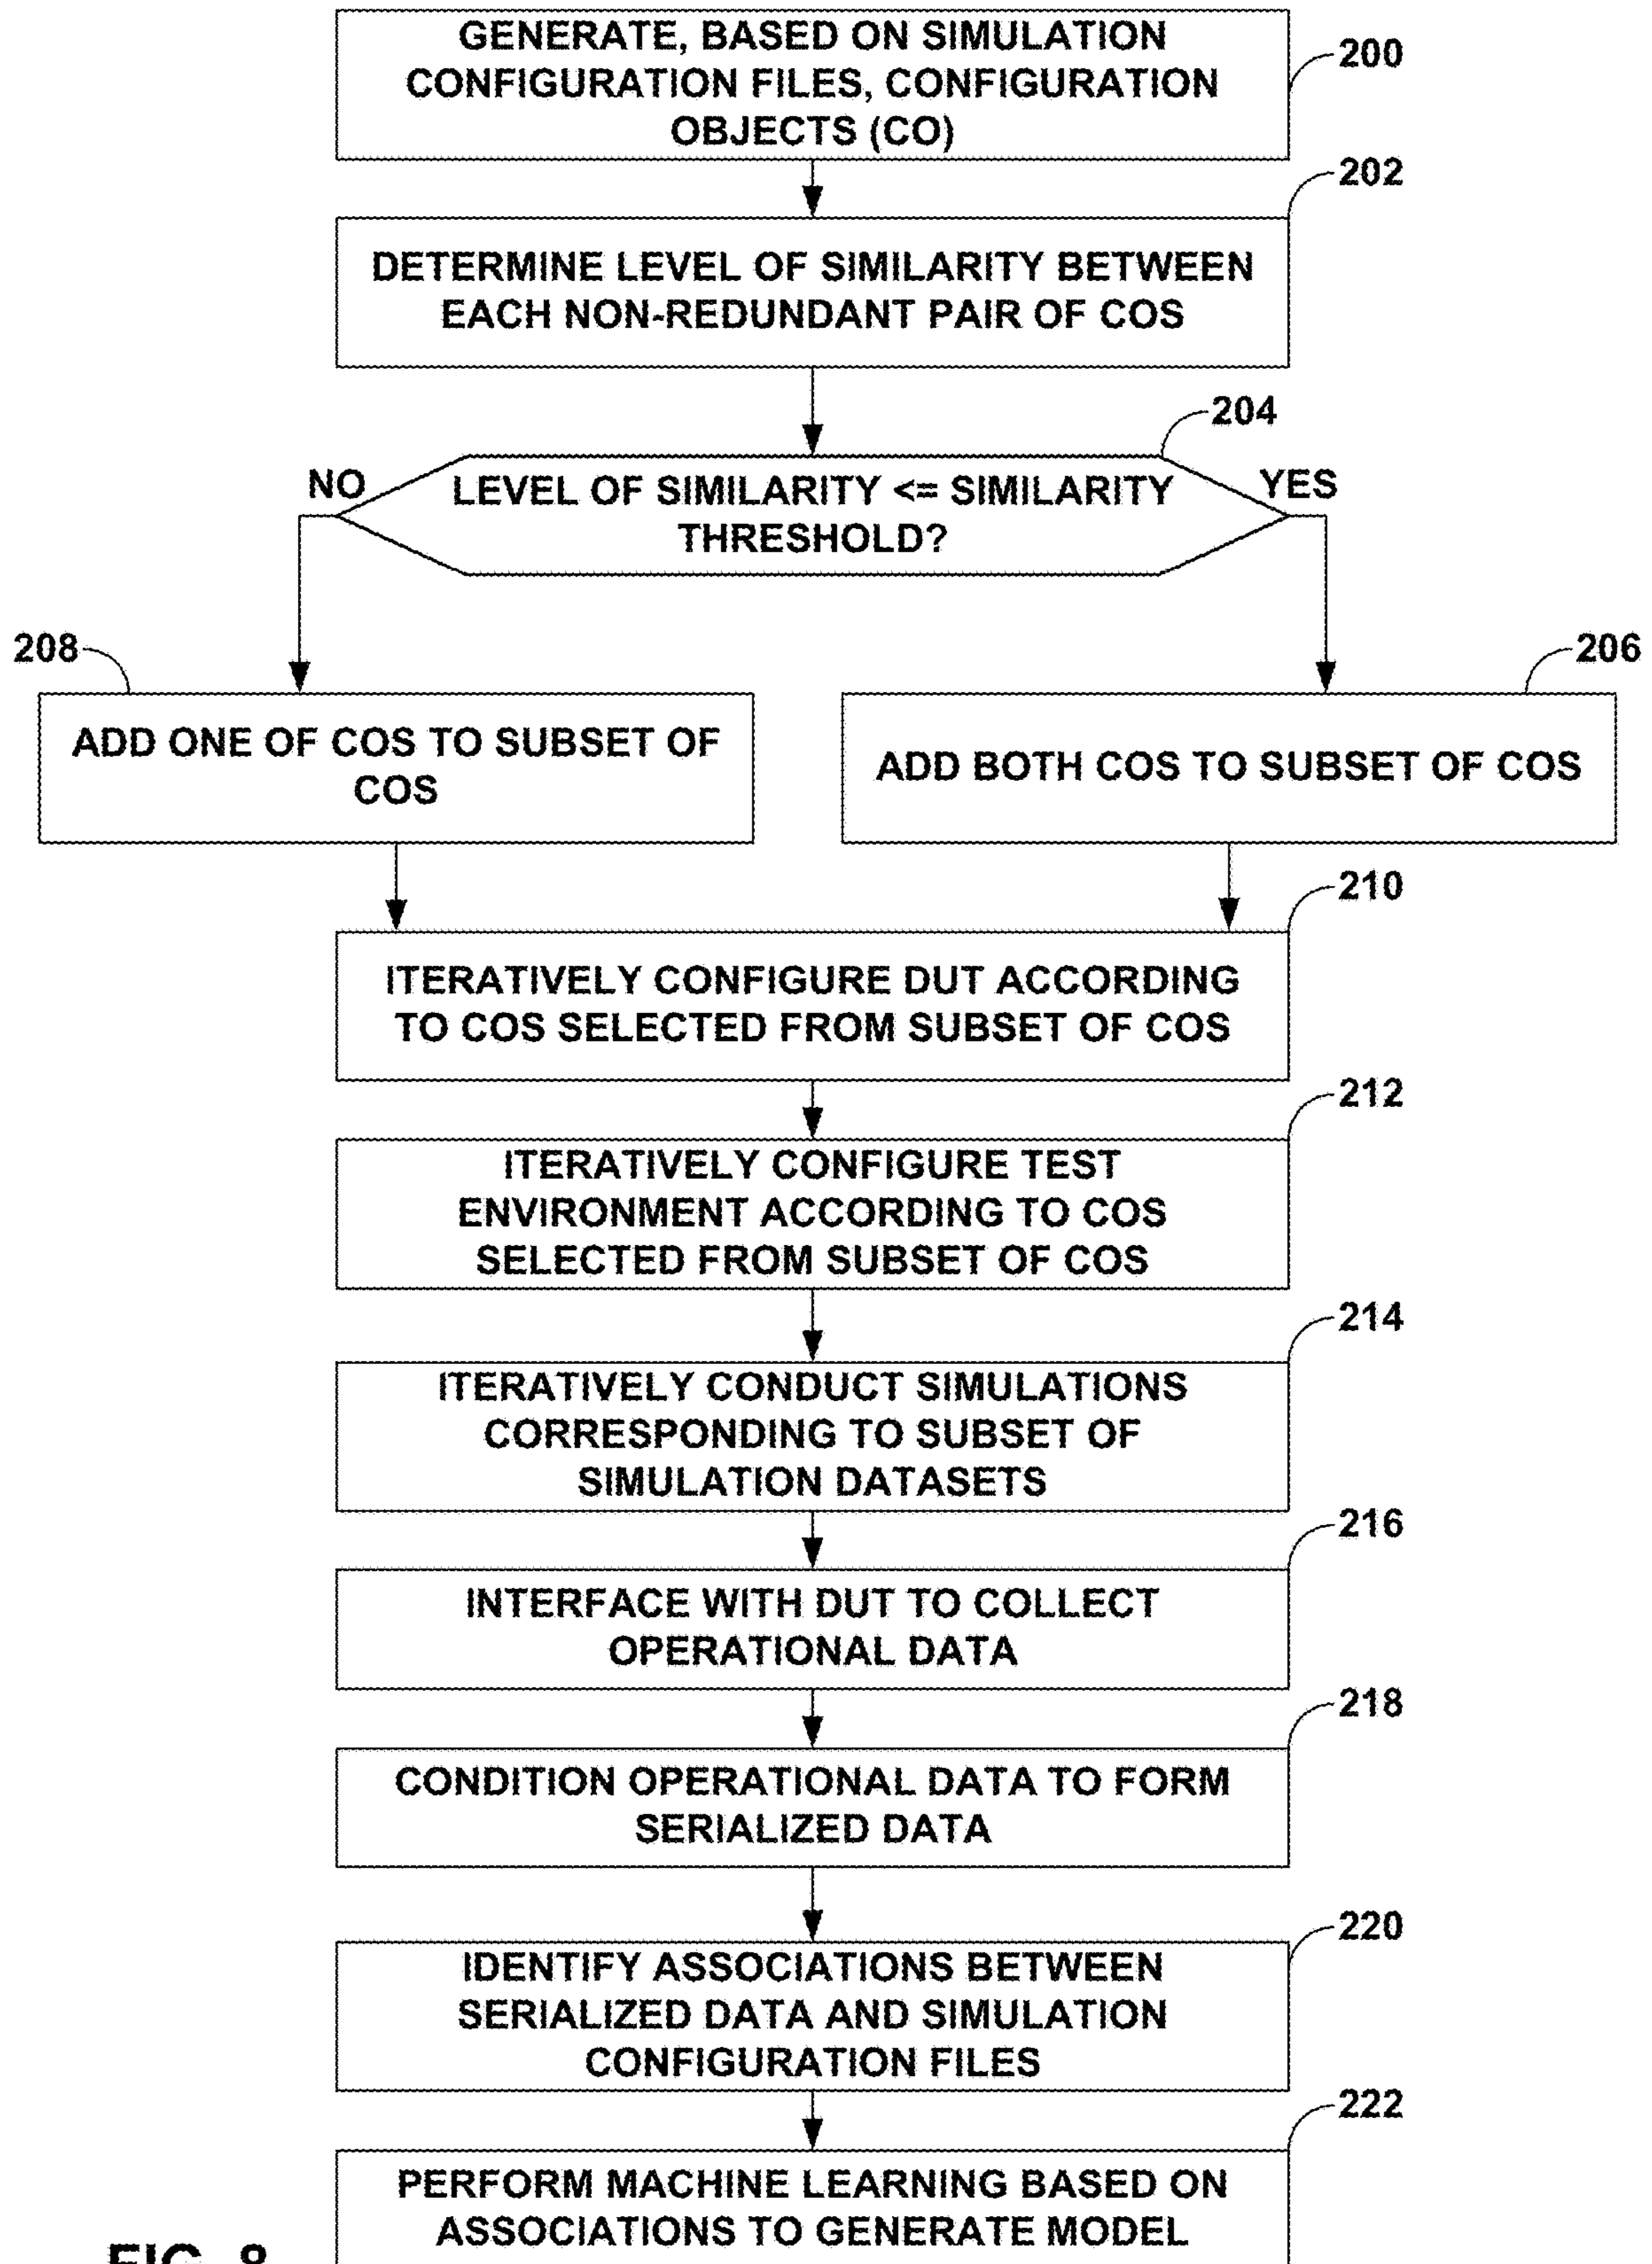 GENERATE, BASED ON SIMULATION
CONFIGURATION FILES, CONFIGURATION
OBJECTS (CO)
200
202
DETERMINE LEVEL OF SIMILARITY BETWEEN
EACH NON-REDUNDANT PAIR OF COS
204
NO
LEVEL OF SIMILARITY <= SIMILARITY
THRESHOLD?
YES
208
206
ADD ONE OF COS TO SUBSET OF
COS
ADD BOTH COS TO SUBSET OF COS
210
ITERATIVELY CONFIGURE DUT ACCORDING
TO COS SELECTED FROM SUBSET OF COS
212
ITERATIVELY CONFIGURE TEST
ENVIRONMENT ACCORDING TO COS
SELECTED FROM SUBSET OF COS
214
ITERATIVELY CONDUCT SIMULATIONS
CORRESPONDING TO SUBSET OF
SIMULATION DATASETS
216
INTERFACE WITH DUT TO COLLECT
OPERATIONAL DATA
218
CONDITION OPERATIONAL DATA TO FORM
SERIALIZED DATA
220
IDENTIFY ASSOCIATIONS BETWEEN
SERIALIZED DATA AND SIMULATION
CONFIGURATION FILES
222
PERFORM MACHINE LEARNING BASED ON
ASSOCIATIONS TO GENERATE MODEL
FIG. 8